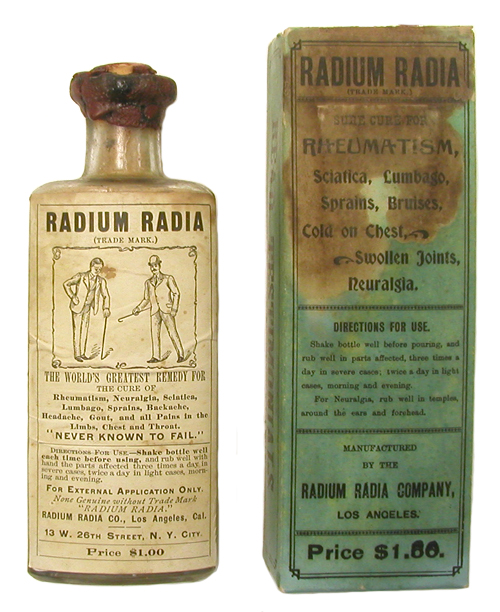 RADIUM RADIA
(TRADE MARK.)
THE WORLD'S GREATEST REMEDY FOR
THE CURE OF
Rheumatism, Neuralgia, Sciatica,
Lumbago, Sprains, Backache,
Headache, Gout, and all Pains in the
Limbs, Chest and Throat.
"NEVER KNOWN TO FAIL."
DIRECTIONS FOR USE.—Shake bottle well
each time before using, and rub well with
hand the parts affected three times a day, in
severe cases, twice a day in light cases, morn-
ing and evening.
FOR EXTERNAL APPLICATION ONLY.
None Genuine without Trade Mark
"RADIUM RADIA."
RADIUM RADIA CO., Los Angeles, Cal.
13 W. 26TH STREET, N. Y. CITY.
Price $1.00
RADIUM RADIA
(TRADE MARK.)
SURE CURE FOR
RHEUMATISM,
Sciatica, Lumbago,
Sprains, Bruises,
Cold on Chest,
Swollen Joints,
Neuralgia.
DIRECTIONS FOR USE.
Shake bottle well before pouring, and
rub well in parts affected, three times a
day in severe cases; twice a day in light
cases, morning and evening.
For Neuralgia, rub well in temples,
around the ears and forehead.
MANUFACTURED
BY THE
RADIUM RADIA COMPANY,
LOS ANGELES.
Price $1.00.